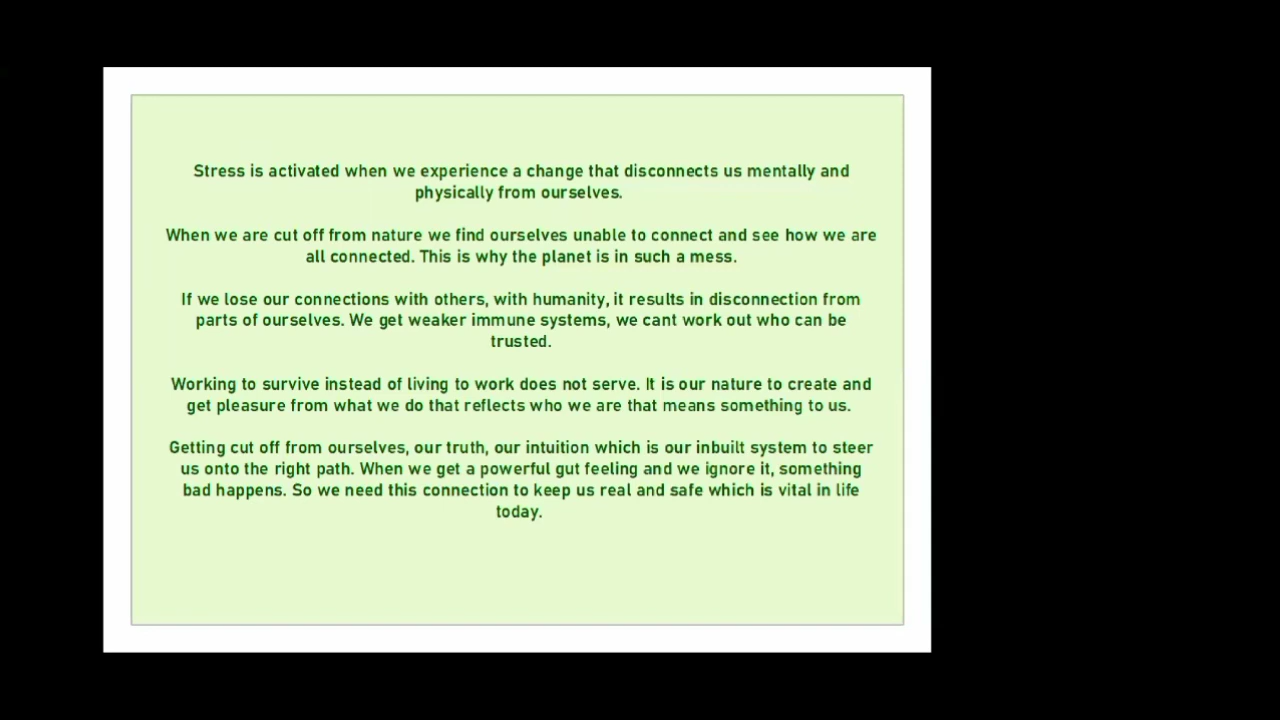 Stress is activated when we experience a change that disconnects us mentally and
physically from ourselves.
When we are cut off from nature we find ourselves unable to connect and see how we are
all connected. This is why the planet is in such a mess.
If we lose our connections with others, with humanity, it results in disconnection from
parts of ourselves. We get weaker immune systems, we cant work out who can be
trusted.
Working to survive instead of living to work does not serve. It is our nature to create and
get pleasure from what we do that reflects who we are that means something to us.
Getting cut off from ourselves, our truth, our intuition which is our inbuilt system to steer
us onto the right path. When we get a powerful gut feeling and we ignore it, something
bad happens. So we need this connection to keep us real and safe which is vital in life
today.